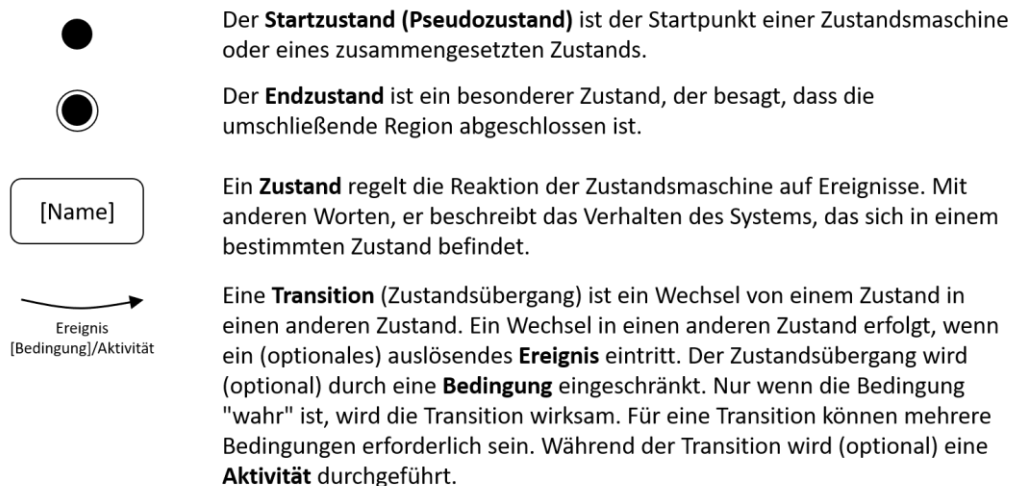 Der Startzustand (Pseudozustand) ist der Startpunkt einer Zustandsmaschine
oder eines zusammengesetzten Zustands.
Der Endzustand ist ein besonderer Zustand, der besagt, dass die
umschließende Region abgeschlossen ist.
[Name]
Ein Zustand regelt die Reaktion der Zustandsmaschine auf Ereignisse. Mit
anderen Worten, er beschreibt das Verhalten des Systems, das sich in einem
bestimmten Zustand befindet.
Ereignis
[Bedingung]/Aktivität
Eine Transition (Zustandsübergang) ist ein Wechsel von einem Zustand in
einen anderen Zustand. Ein Wechsel in einen anderen Zustand erfolgt, wenn
ein (optionales) auslösendes Ereignis eintritt. Der Zustandsübergang wird
(optional) durch eine Bedingung eingeschränkt. Nur wenn die Bedingung
"wahr" ist, wird die Transition wirksam. Für eine Transition können mehrere
Bedingungen erforderlich sein. Während der Transition wird (optional) eine
Aktivität durchgeführt.